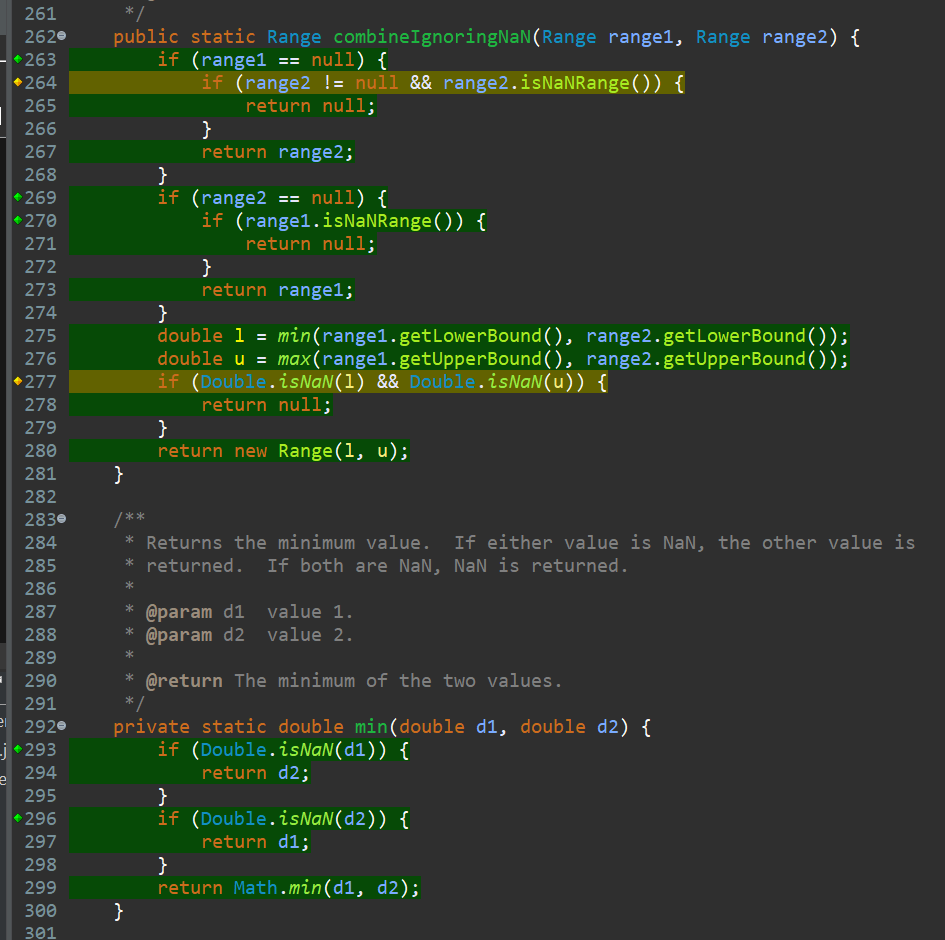 261 */
262 public static Range combineIgnoringNaN(Range range1, Range range2) {
263 if (range1 == null) {
264 if (range2 != null && range2.isNaNRange()) {
265 return null;
266 }
267 return range2;
268 }
269 if (range2 == null) {
270 if (range1.isNaNRange()) {
271 return null;
272 }
273 return range1;
274 }
275 double l = min(range1.getLowerBound(), range2.getLowerBound());
276 double u = max(range1.getUpperBound(), range2.getUpperBound());
277 if (Double.isNaN(l) && Double.isNaN(u)) {
278 return null;
279 }
280 return new Range(l, u);
281 }
282
283 /**
284 * Returns the minimum value.  If either value is NaN, the other value is
285 * returned.  If both are NaN, NaN is returned.
286 *
287 * @param d1  value 1.
288 * @param d2  value 2.
289 *
290 * @return The minimum of the two values.
291 */
292 private static double min(double d1, double d2) {
293 if (Double.isNaN(d1)) {
294 return d2;
295 }
296 if (Double.isNaN(d2)) {
297 return d1;
298 }
299 return Math.min(d1, d2);
300 }
301